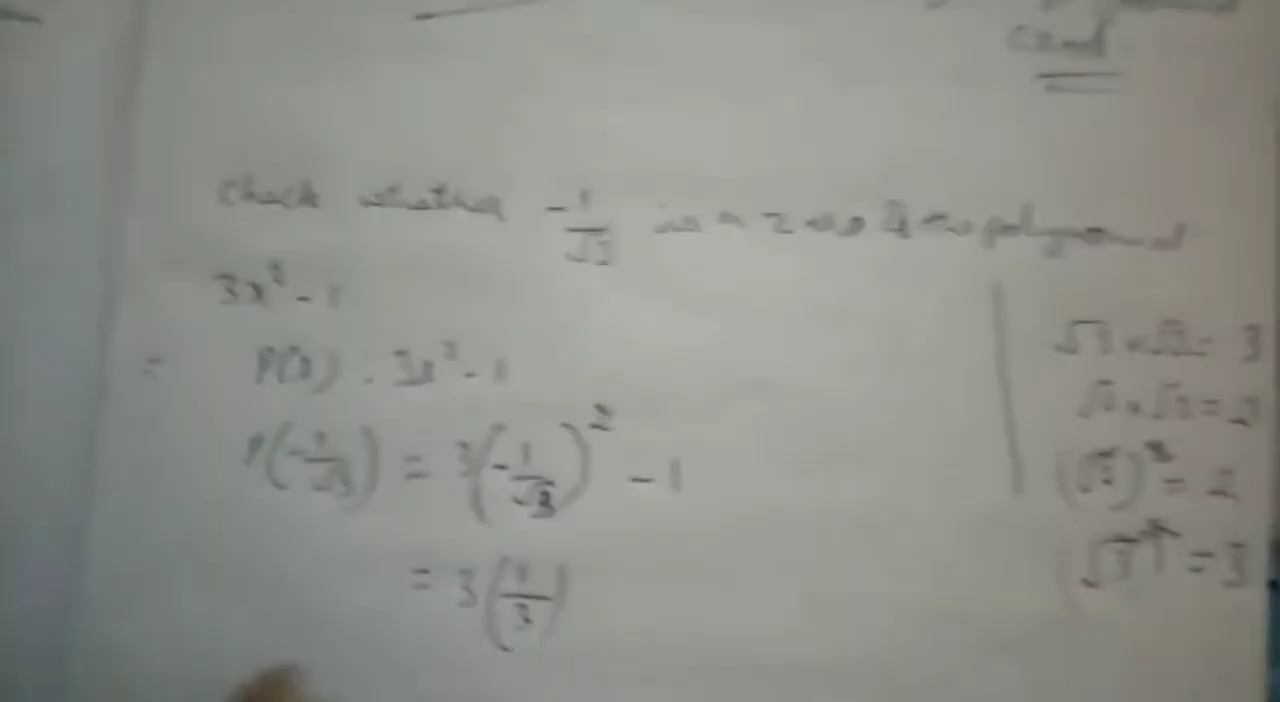 Check whether -1/√3 is a zero of the polynomial
3x² - 1
= P(x) = 3x² - 1
P(-1/√3) = 3(-1/√3)² - 1
= 3(1/3)
√3 × √3 = 3
√2 × √2 = 2
(√2)² = 2
(√3)² = 3